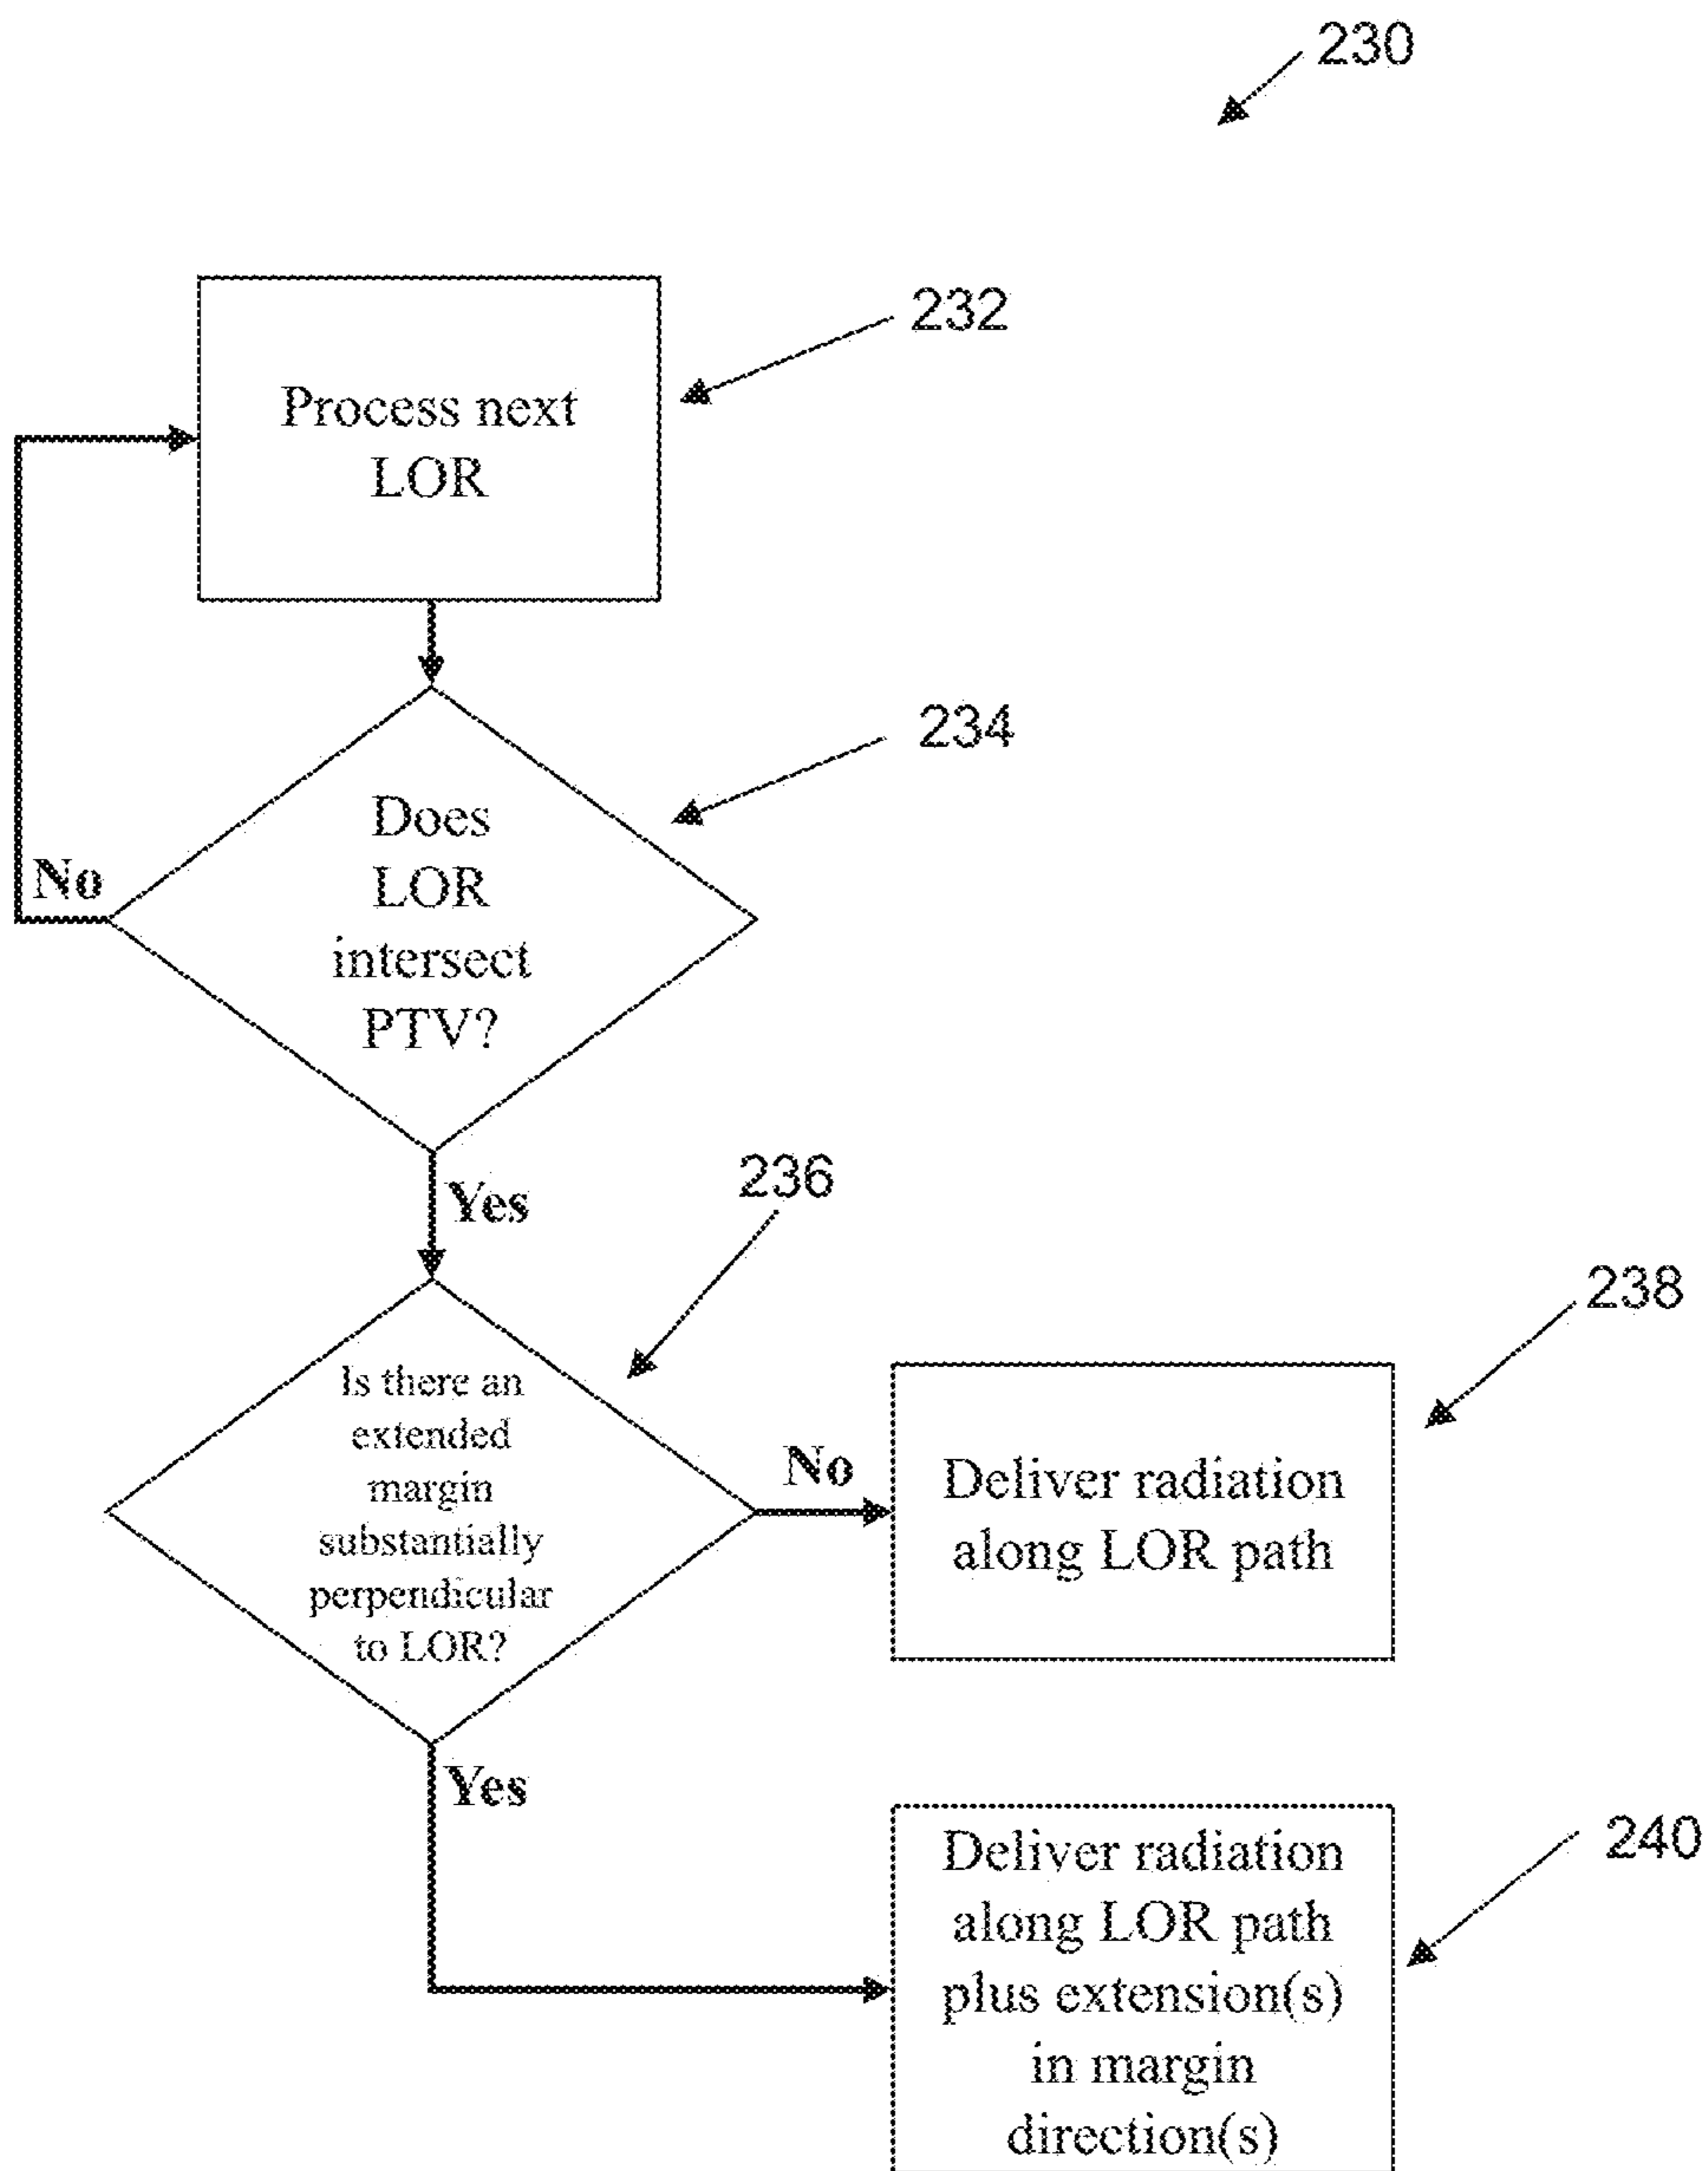 230
232
Process next
LOR
234
Does
LOR
intersect
PTV?
No
Yes
236
Is there an
extended
margin
substantially
perpendicular
to LOR?
No
238
Deliver radiation
along LOR path
Yes
240
Deliver radiation
along LOR path
plus extension(s)
in margin
direction(s)